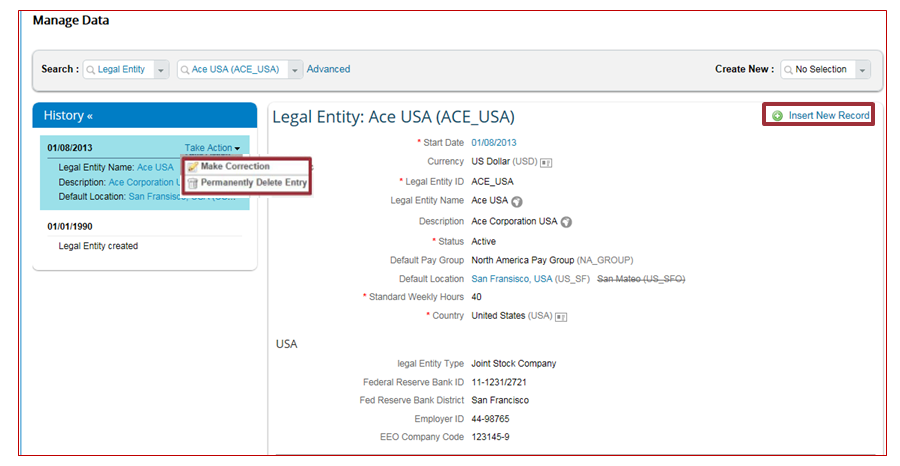 Manage Data
Search : Legal Entity Ace USA (ACE_USA) Advanced Create New : No Selection
History «
01/08/2013 Take Action
Legal Entity Name: Ace USA
Description: Ace Corporation U
Default Location: San Fransisco, USA (US_...
Make Correction
Permanently Delete Entry
01/01/1990
Legal Entity created
Legal Entity: Ace USA (ACE_USA) Insert New Record
* Start Date 01/08/2013
Currency US Dollar (USD)
* Legal Entity ID ACE_USA
Legal Entity Name Ace USA
Description Ace Corporation USA
* Status Active
Default Pay Group North America Pay Group (NA_GROUP)
Default Location San Fransisco, USA (US_SF) San Mateo (US_SFO)
* Standard Weekly Hours 40
* Country United States (USA)
USA
legal Entity Type Joint Stock Company
Federal Reserve Bank ID 11-1231/2721
Fed Reserve Bank District San Francisco
Employer ID 44-98765
EEO Company Code 123145-9